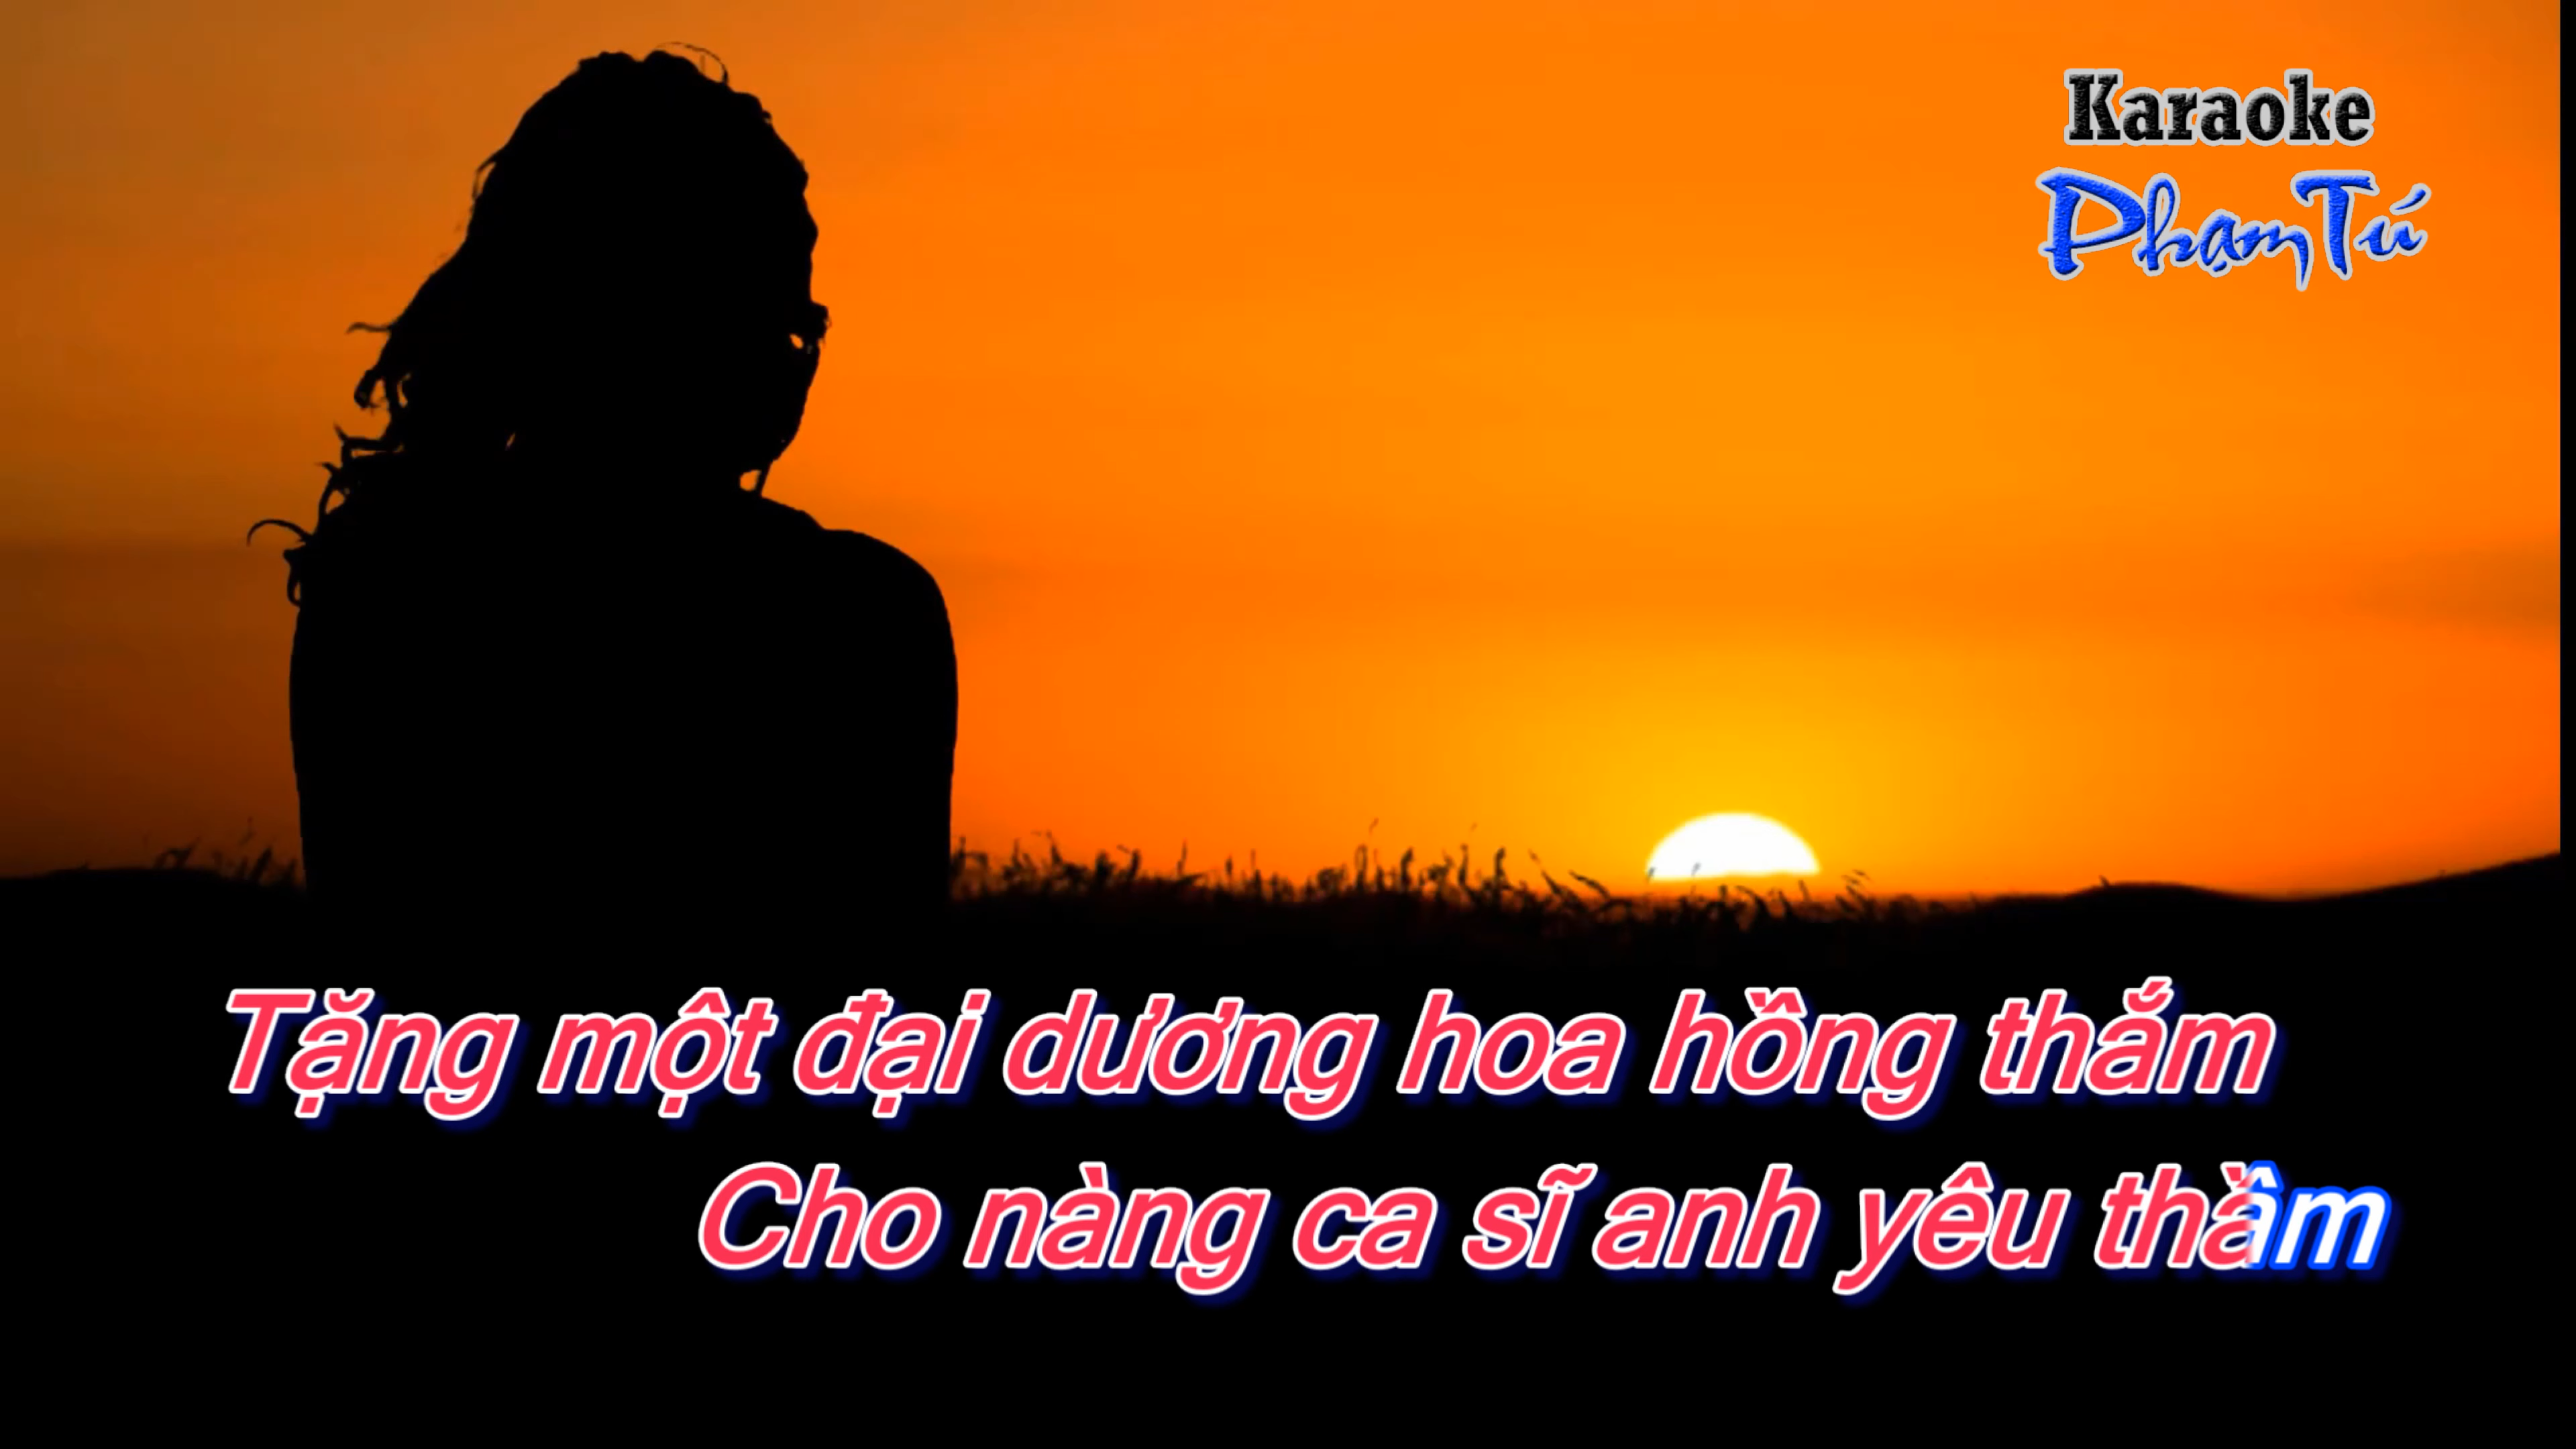 Karaoke
Phạm Tú
Tặng một đại dương hoa hồng thắm
Cho nàng ca sĩ anh yêu thầm